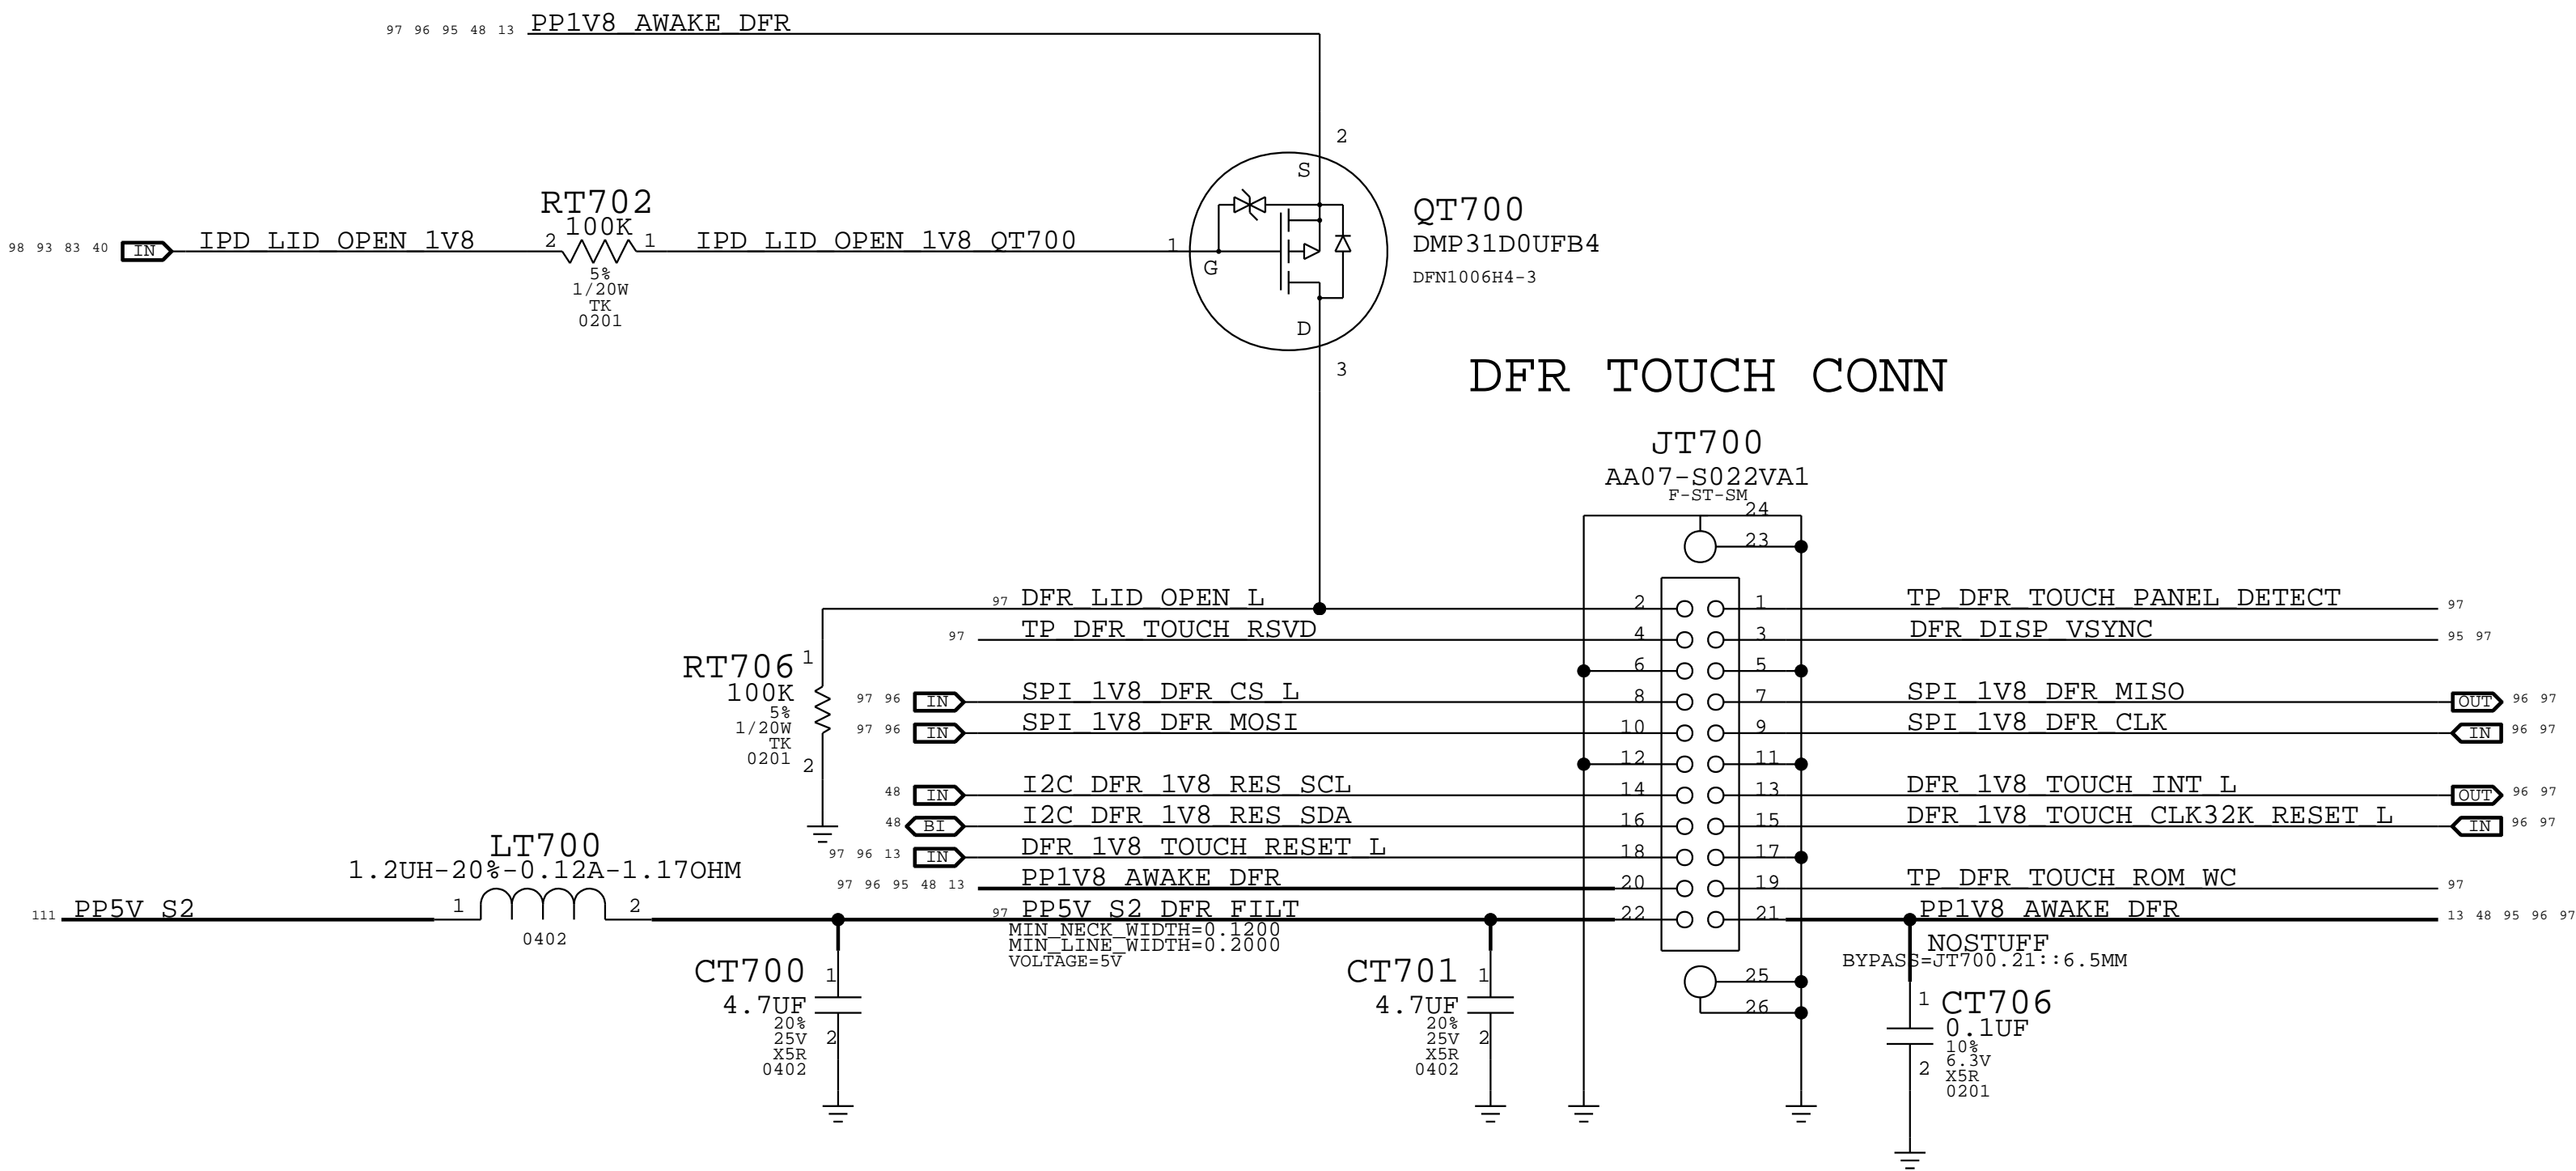 97 96 95 48 13 PP1V8_AWAKE_DFR
2
S
RT702
100K
98 93 83 40 IN IPD_LID_OPEN_1V8 2 1 IPD_LID_OPEN_1V8_QT700 1
5%
1/20W
TK
0201
G
D
QT700
DMP31D0UFB4
DFN1006H4-3
3
DFR TOUCH CONN
JT700
AA07-S022VA1
F-ST-SM
24
23
97 DFR_LID_OPEN_L 2 1 TP_DFR_TOUCH_PANEL_DETECT 97
97 TP_DFR_TOUCH_RSVD 4 3 DFR_DISP_VSYNC 95 97
6 5
RT706 1
100K
5%
1/20W
TK
0201 2
97 96 IN SPI_1V8_DFR_CS_L 8 7 SPI_1V8_DFR_MISO OUT 96 97
97 96 IN SPI_1V8_DFR_MOSI 10 9 SPI_1V8_DFR_CLK IN 96 97
12 11
48 IN I2C_DFR_1V8_RES_SCL 14 13 DFR_1V8_TOUCH_INT_L OUT 96 97
48 BI I2C_DFR_1V8_RES_SDA 16 15 DFR_1V8_TOUCH_CLK32K_RESET_L IN 96 97
97 96 13 IN DFR_1V8_TOUCH_RESET_L 18 17
97 96 95 48 13 PP1V8_AWAKE_DFR 20 19 TP_DFR_TOUCH_ROM_WC 97
LT700
1.2UH-20%-0.12A-1.17OHM
111 PP5V_S2 1 2 97 PP5V_S2_DFR_FILT 22 21 PP1V8_AWAKE_DFR 13 48 95 96 97
0402
MIN_NECK_WIDTH=0.1200
MIN_LINE_WIDTH=0.2000
VOLTAGE=5V
NOSTUFF
BYPASS=JT700.21::6.5MM
25
26
CT700 1
4.7UF
20%
25V 2
X5R
0402
CT701 1
4.7UF
20%
25V 2
X5R
0402
1 CT706
0.1UF
10%
6.3V
2 X5R
0201